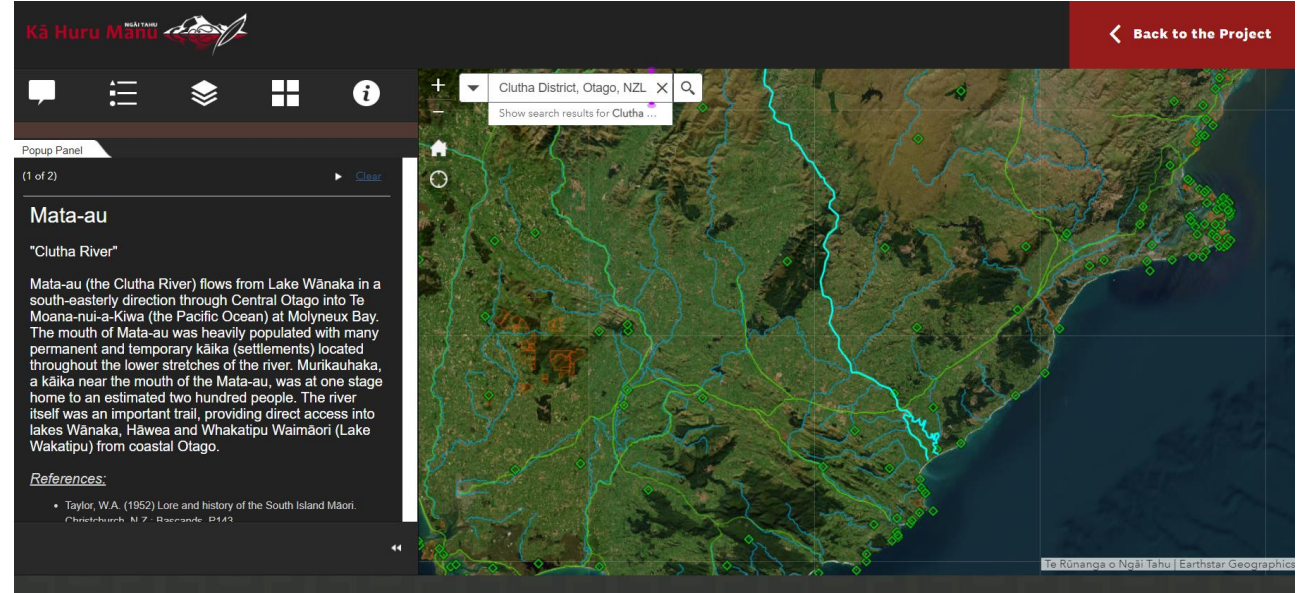 Kā Huru Manu
NGĀI TAHU
Back to the Project
Clutha District, Otago, NZL
Show search results for Clutha ...
Popup Panel
(1 of 2)
Clear
Mata-au
"Clutha River"
Mata-au (the Clutha River) flows from Lake Wānaka in a
south-easterly direction through Central Otago into Te
Moana-nui-a-Kiwa (the Pacific Ocean) at Molyneux Bay.
The mouth of Mata-au was heavily populated with many
permanent and temporary kāika (settlements) located
throughout the lower stretches of the river. Murikauhaka,
a kāika near the mouth of the Mata-au, was at one stage
home to an estimated two hundred people. The river
itself was an important trail, providing direct access into
lakes Wānaka, Hāwea and Whakatipu Waimāori (Lake
Wakatipu) from coastal Otago.
References:
• Taylor, W.A. (1952) Lore and history of the South Island Māori.
Christchurch, N.Z.: Bascands. P143
Te Rūnanga o Ngāi Tahu | Earthstar Geographics